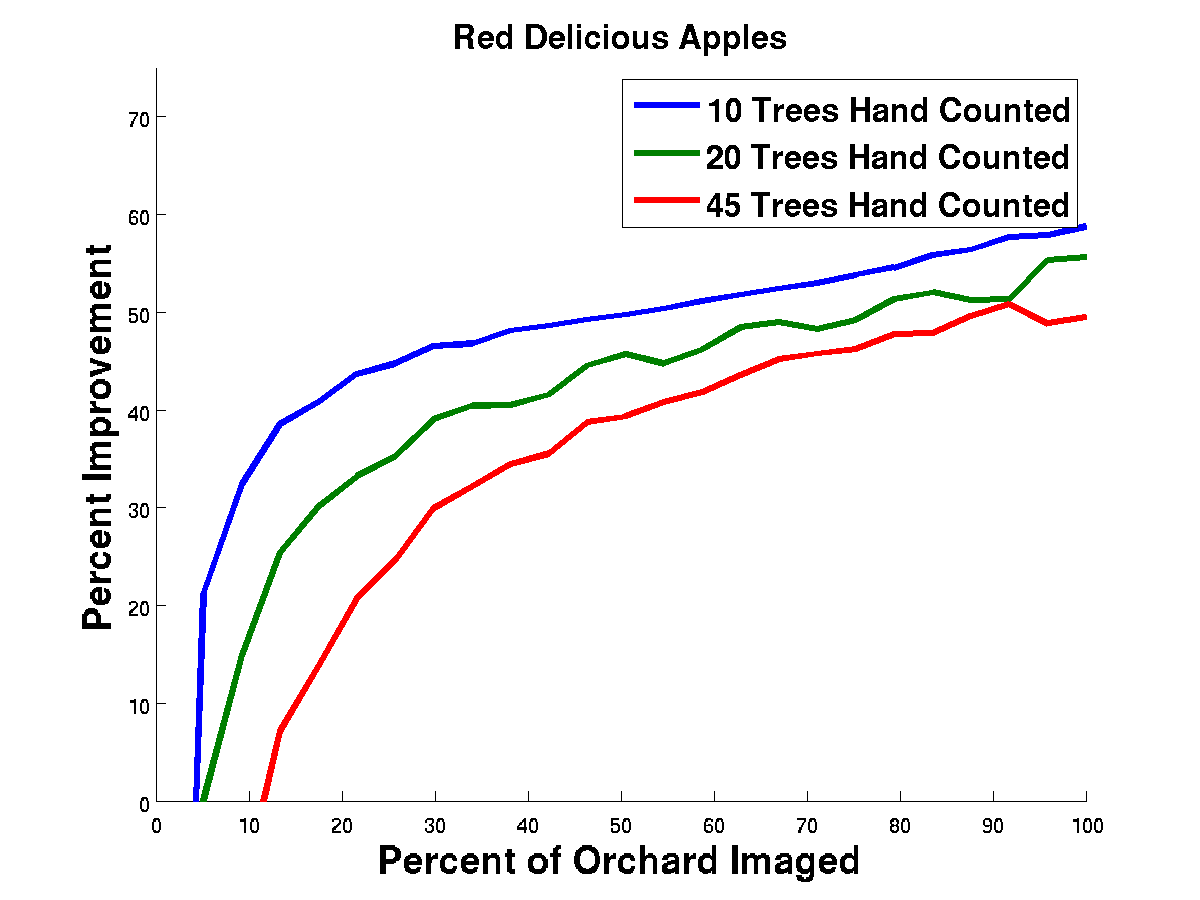 Red Delicious Apples
10 Trees Hand Counted
20 Trees Hand Counted
45 Trees Hand Counted
Percent Improvement
70
60
50
40
30
20
10
0
0 10 20 30 40 50 60 70 80 90 100
Percent of Orchard Imaged